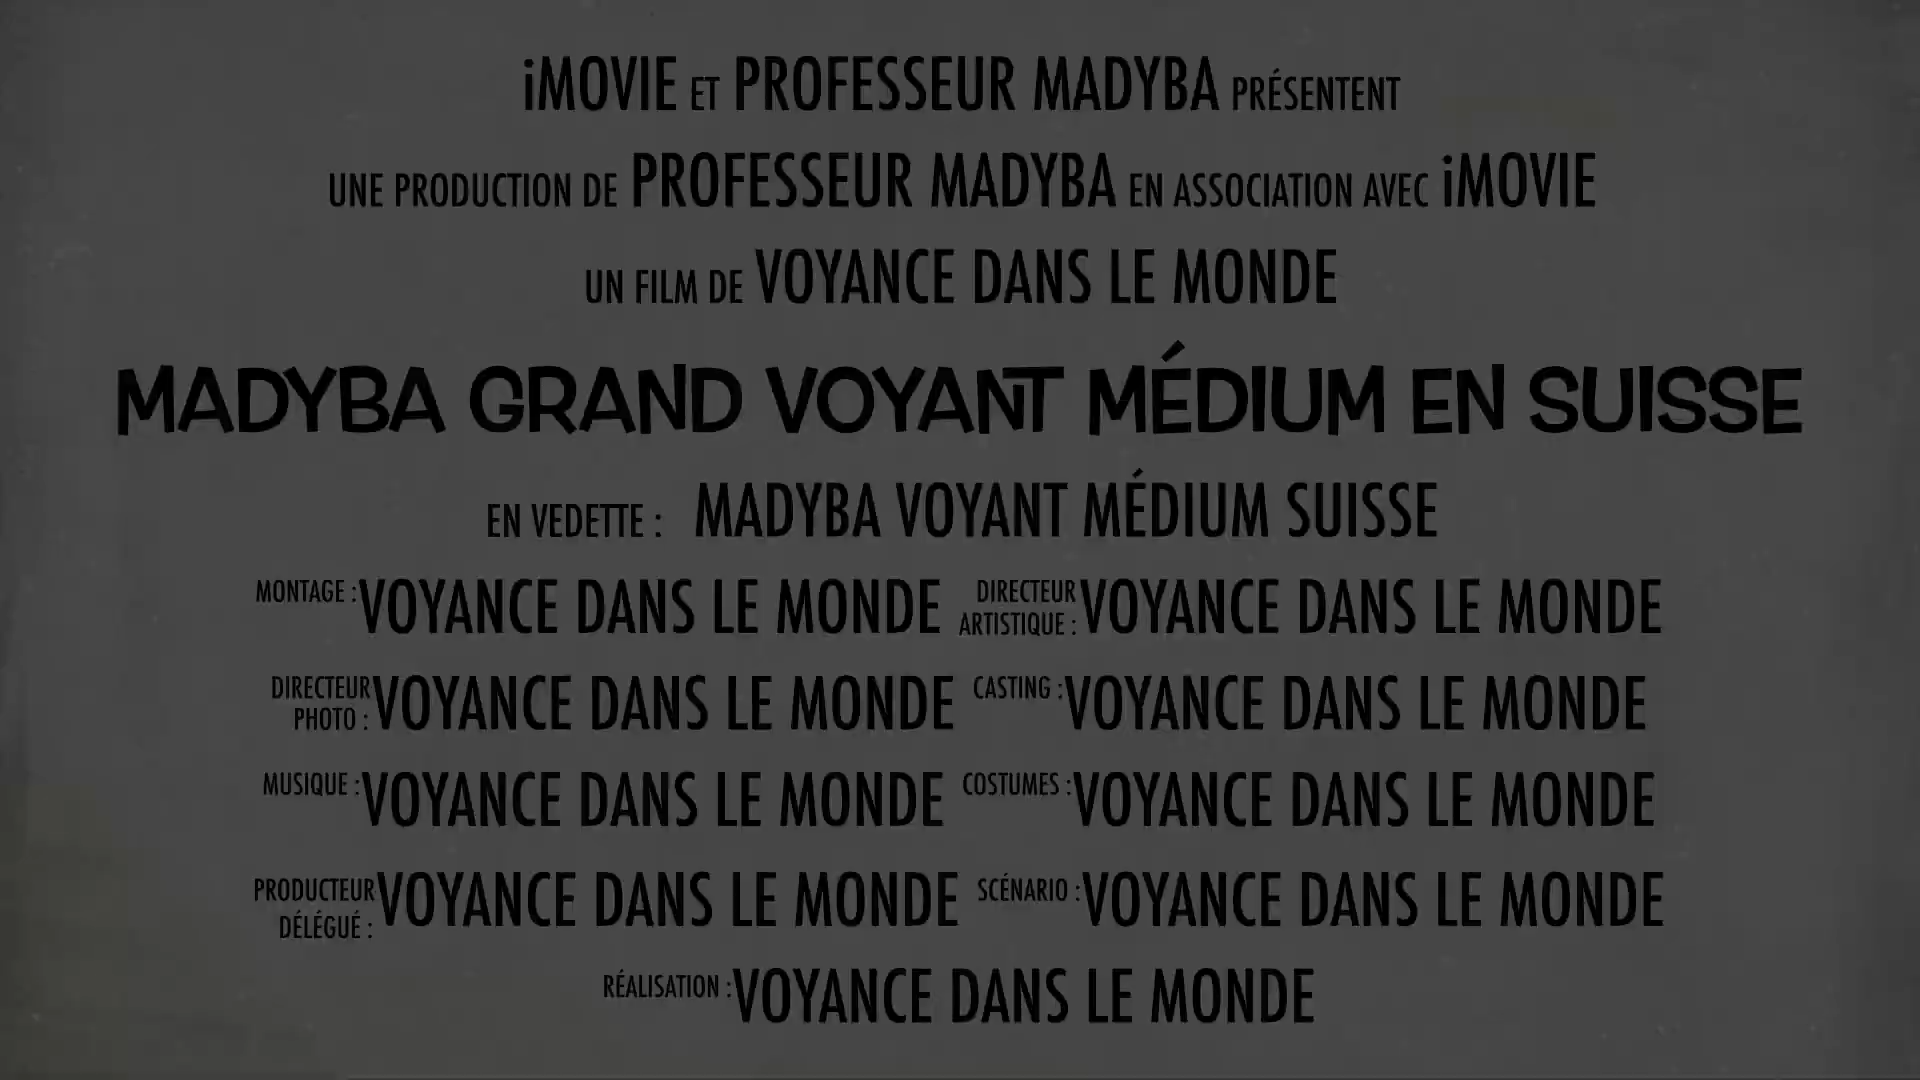 iMOVIE ET PROFESSEUR MADYBA PRÉSENTENT
UNE PRODUCTION DE PROFESSEUR MADYBA EN ASSOCIATION AVEC iMOVIE
UN FILM DE VOYANCE DANS LE MONDE
MADYBA GRAND VOYANT MÉDIUM EN SUISSE
EN VEDETTE : MADYBA VOYANT MÉDIUM SUISSE
MONTAGE : VOYANCE DANS LE MONDE DIRECTEUR ARTISTIQUE : VOYANCE DANS LE MONDE
DIRECTEUR PHOTO : VOYANCE DANS LE MONDE CASTING : VOYANCE DANS LE MONDE
MUSIQUE : VOYANCE DANS LE MONDE COSTUMES : VOYANCE DANS LE MONDE
PRODUCTEUR DÉLÉGUÉ : VOYANCE DANS LE MONDE SCÉNARIO : VOYANCE DANS LE MONDE
RÉALISATION : VOYANCE DANS LE MONDE